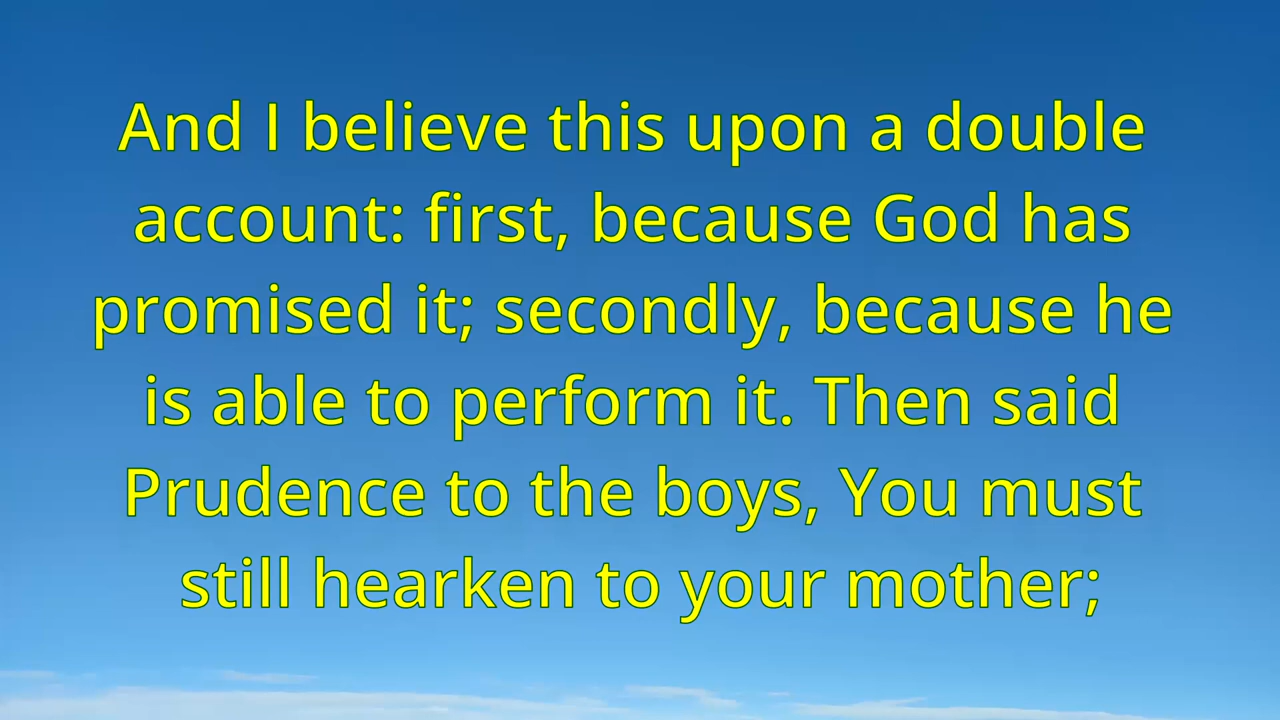 And I believe this upon a double
account: first, because God has
promised it; secondly, because he
is able to perform it. Then said
Prudence to the boys, You must
still hearken to your mother;